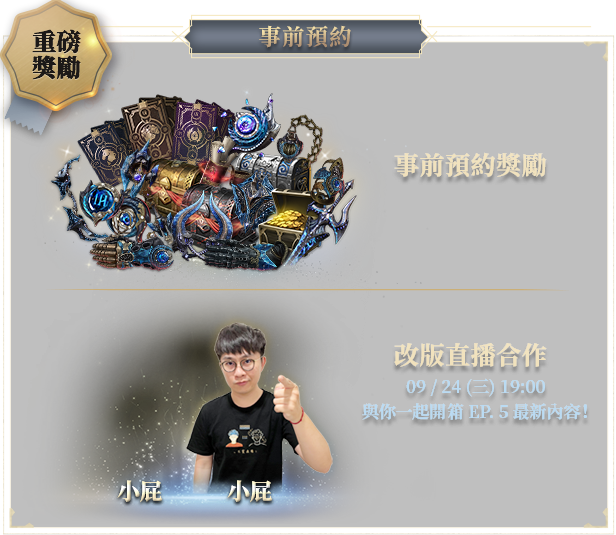 重磅
獎勵
事前預約
事前預約獎勵
改版直播合作
09 / 24 (三) 19:00
與你一起開箱 EP. 5 最新內容!
小屁
小屁